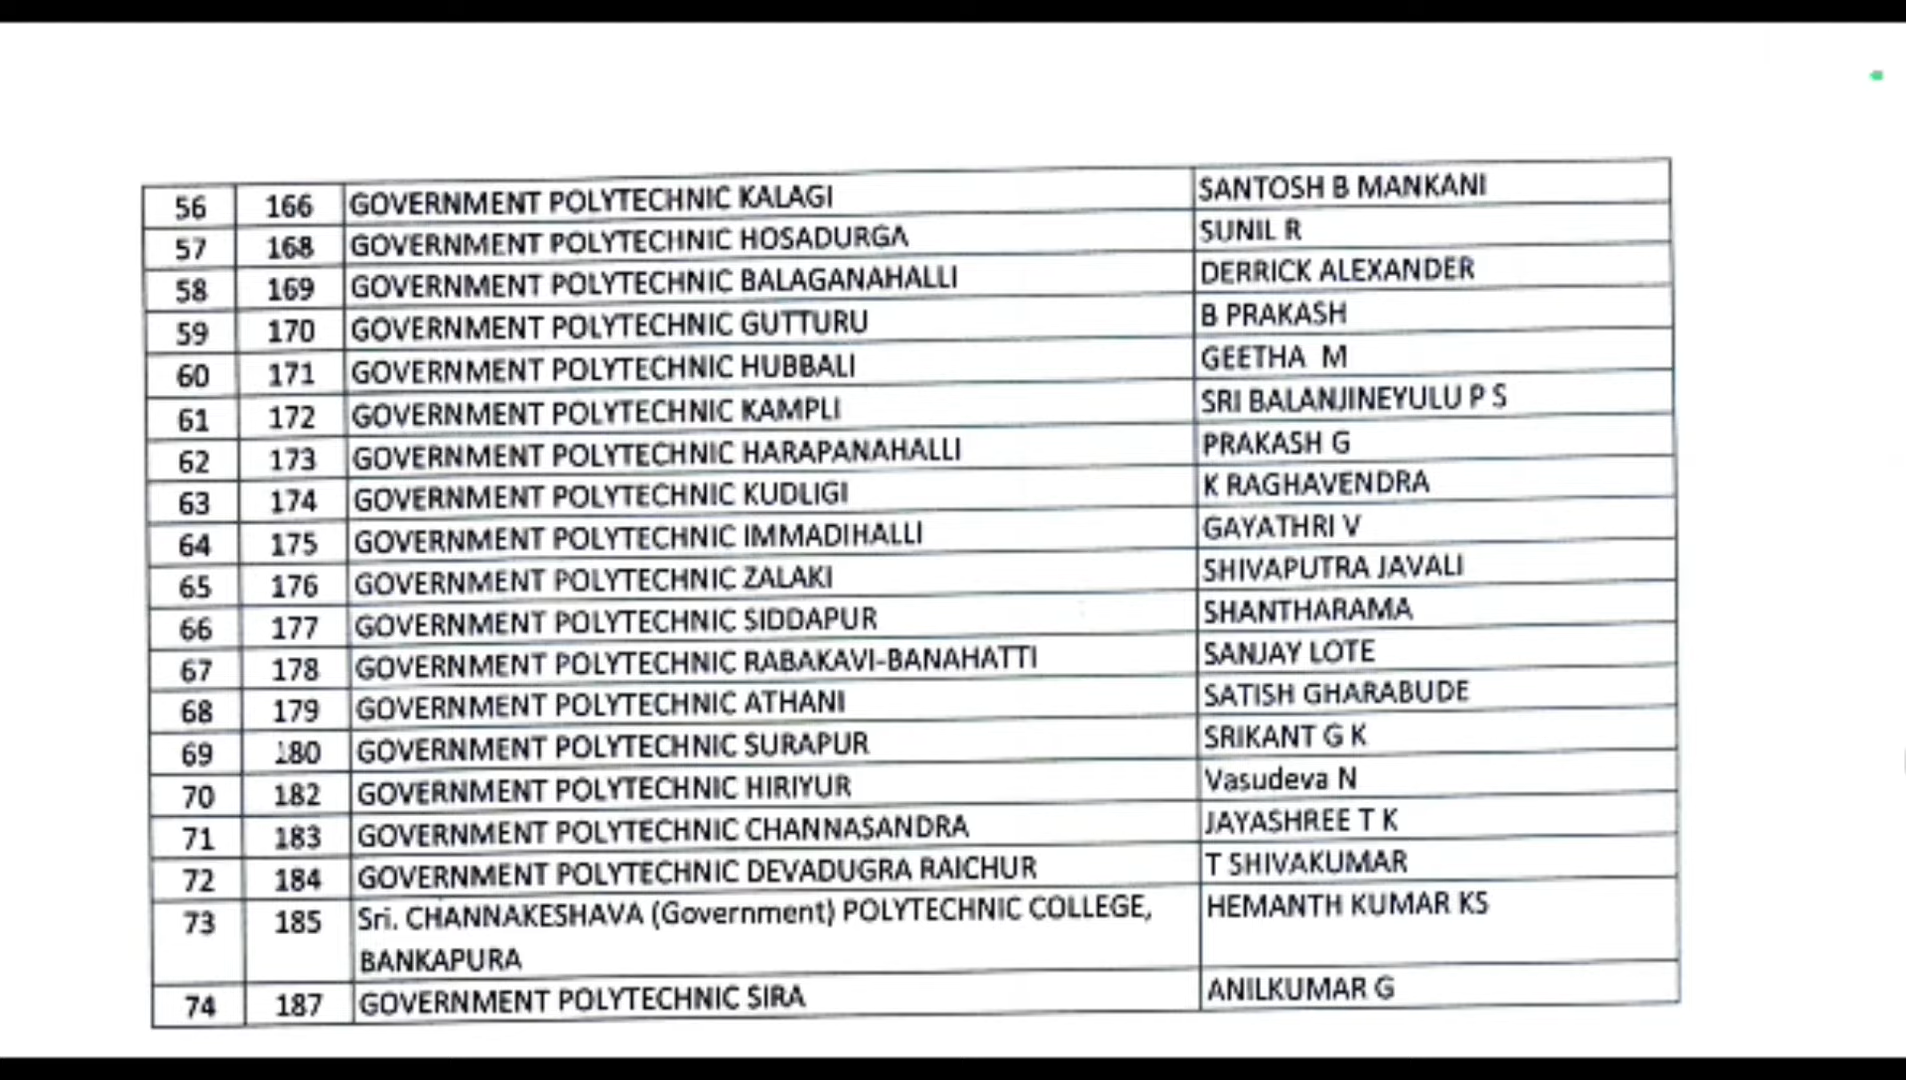 56 166 GOVERNMENT POLYTECHNIC KALAGI SANTOSH B MANKANI
57 168 GOVERNMENT POLYTECHNIC HOSADURGA SUNIL R
58 169 GOVERNMENT POLYTECHNIC BALAGANAHALLI DERRICK ALEXANDER
59 170 GOVERNMENT POLYTECHNIC GUTTURU B PRAKASH
60 171 GOVERNMENT POLYTECHNIC HUBBALI GEETHA M
61 172 GOVERNMENT POLYTECHNIC KAMPLI SRI BALANJINEYULU P S
62 173 GOVERNMENT POLYTECHNIC HARAPANAHALLI PRAKASH G
63 174 GOVERNMENT POLYTECHNIC KUDLIGI K RAGHAVENDRA
64 175 GOVERNMENT POLYTECHNIC IMMADIHALLI GAYATHRI V
65 176 GOVERNMENT POLYTECHNIC ZALAKI SHIVAPUTRA JAVALI
66 177 GOVERNMENT POLYTECHNIC SIDDAPUR SHANTHARAMA
67 178 GOVERNMENT POLYTECHNIC RABAKAVI-BANAHATTI SANJAY LOTE
68 179 GOVERNMENT POLYTECHNIC ATHANI SATISH GHARABUDE
69 180 GOVERNMENT POLYTECHNIC SURAPUR SRIKANT G K
70 182 GOVERNMENT POLYTECHNIC HIRIYUR Vasudeva N
71 183 GOVERNMENT POLYTECHNIC CHANNASANDRA JAYASHREE T K
72 184 GOVERNMENT POLYTECHNIC DEVADUGRA RAICHUR T SHIVAKUMAR
73 185 Sri. CHANNAKESHAVA (Government) POLYTECHNIC COLLEGE, HEMANTH KUMAR KS
BANKAPURA
74 187 GOVERNMENT POLYTECHNIC SIRA ANILKUMAR G